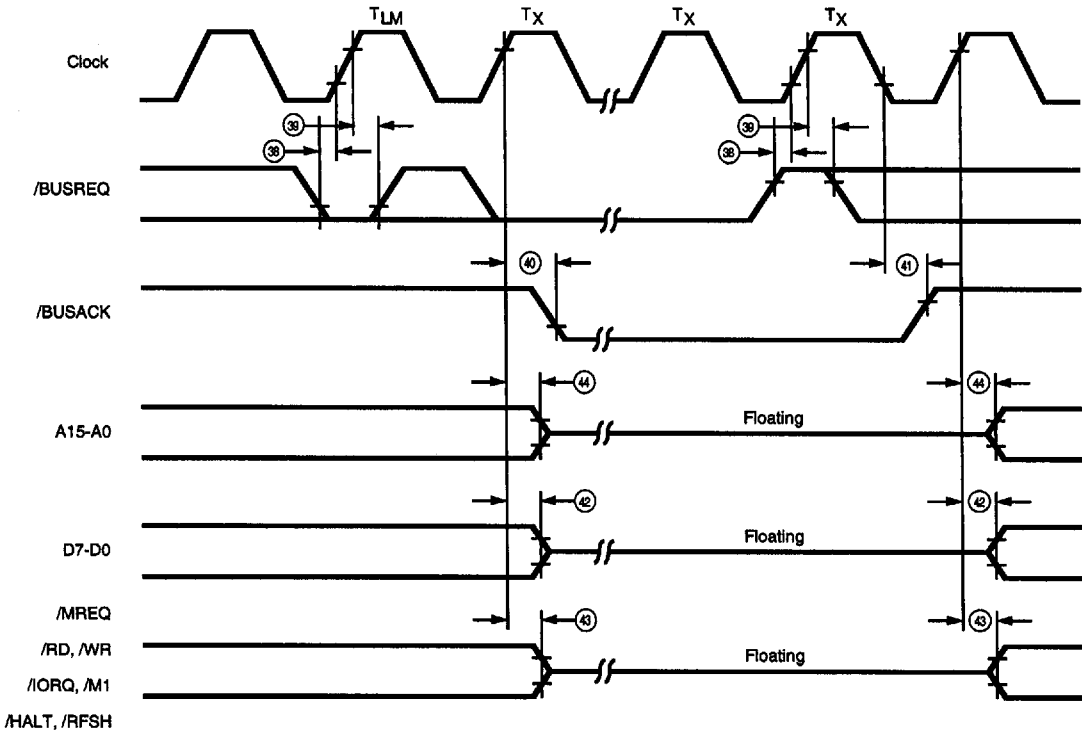 TLM TX TX TX
Clock
39 39
38 38
/BUSREQ
40 41
/BUSACK
44 44
Floating
A15-A0
42 42
Floating
D7-D0
/MREQ
43 43
/RD, /WR
Floating
/IORQ, /M1
/HALT, /RFSH